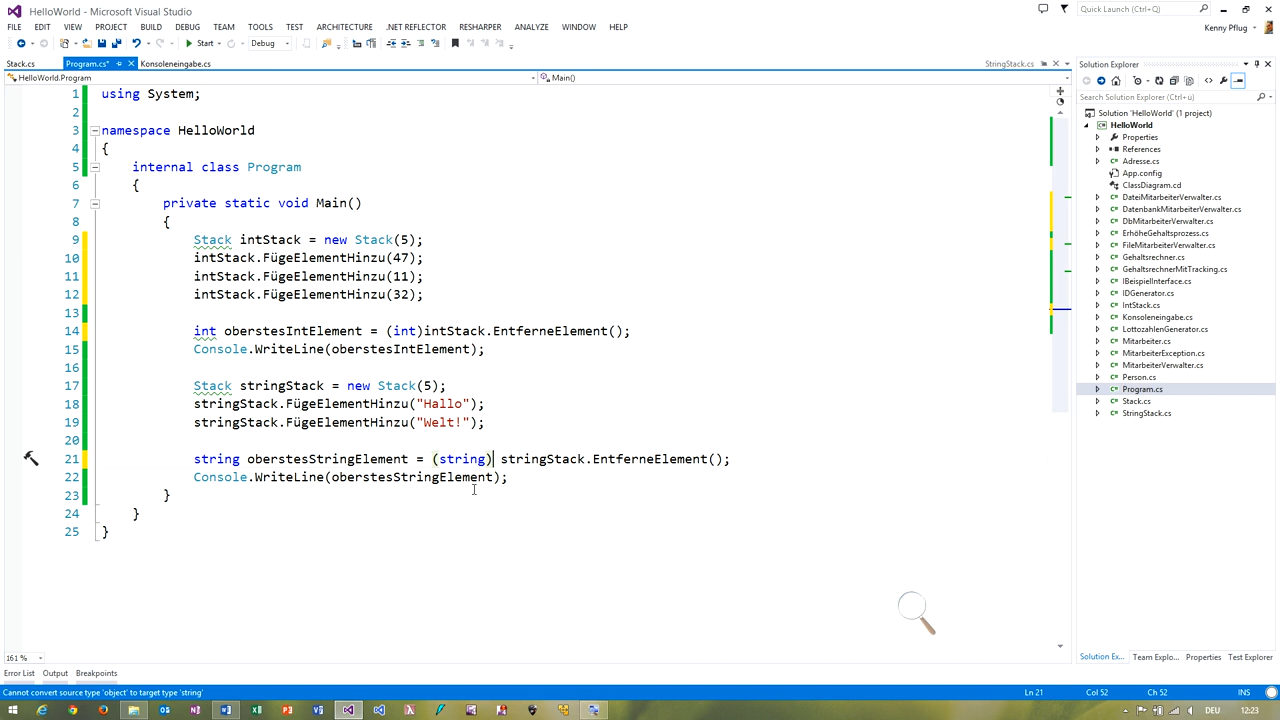 HelloWorld - Microsoft Visual Studio
Quick Launch (Ctrl+Q)
FILE EDIT VIEW PROJECT BUILD DEBUG TEAM TOOLS TEST ARCHITECTURE .NET REFLECTOR RESHARPER ANALYZE WINDOW HELP
Kenny Pflug
Start
Debug
Stack.cs
Program.cs*
Konsoleneingabe.cs
StringStack.cs
HelloWorld.Program
Main()
1 using System;
2
3 namespace HelloWorld
4 {
5 internal class Program
6 {
7 private static void Main()
8 {
9 Stack intStack = new Stack(5);
10 intStack.FügeElementHinzu(47);
11 intStack.FügeElementHinzu(11);
12 intStack.FügeElementHinzu(32);
13
14 int oberstesIntElement = (int)intStack.EntferneElement();
15 Console.WriteLine(oberstesIntElement);
16
17 Stack stringStack = new Stack(5);
18 stringStack.FügeElementHinzu("Hallo");
19 stringStack.FügeElementHinzu("Welt!");
20
21 string oberstesStringElement = (string) stringStack.EntferneElement();
22 Console.WriteLine(oberstesStringElement);
23 }
24 }
25 }
161 %
Solution Explorer
Search Solution Explorer (Ctrl+ü)
Solution 'HelloWorld' (1 project)
HelloWorld
Properties
References
Adresse.cs
App.config
ClassDiagram.cd
DateiMitarbeiterVerwalter.cs
DatenbankMitarbeiterVerwalter.cs
DbMitarbeiterVerwalter.cs
ErhöheGehaltsprozess.cs
FileMitarbeiterVerwalter.cs
Gehaltsrechner.cs
GehaltsrechnerMitTracking.cs
IBeispielInterface.cs
IDGenerator.cs
IntStack.cs
Konsoleneingabe.cs
LottozahlenGenerator.cs
Mitarbeiter.cs
MitarbeiterException.cs
MitarbeiterVerwalter.cs
Person.cs
Program.cs
Stack.cs
StringStack.cs
Solution Ex... Team Explo... Properties Test Explorer
Error List Output Breakpoints
Cannot convert source type 'object' to target type 'string'
Ln 21 Col 52 Ch 52 INS
DEU 12:23